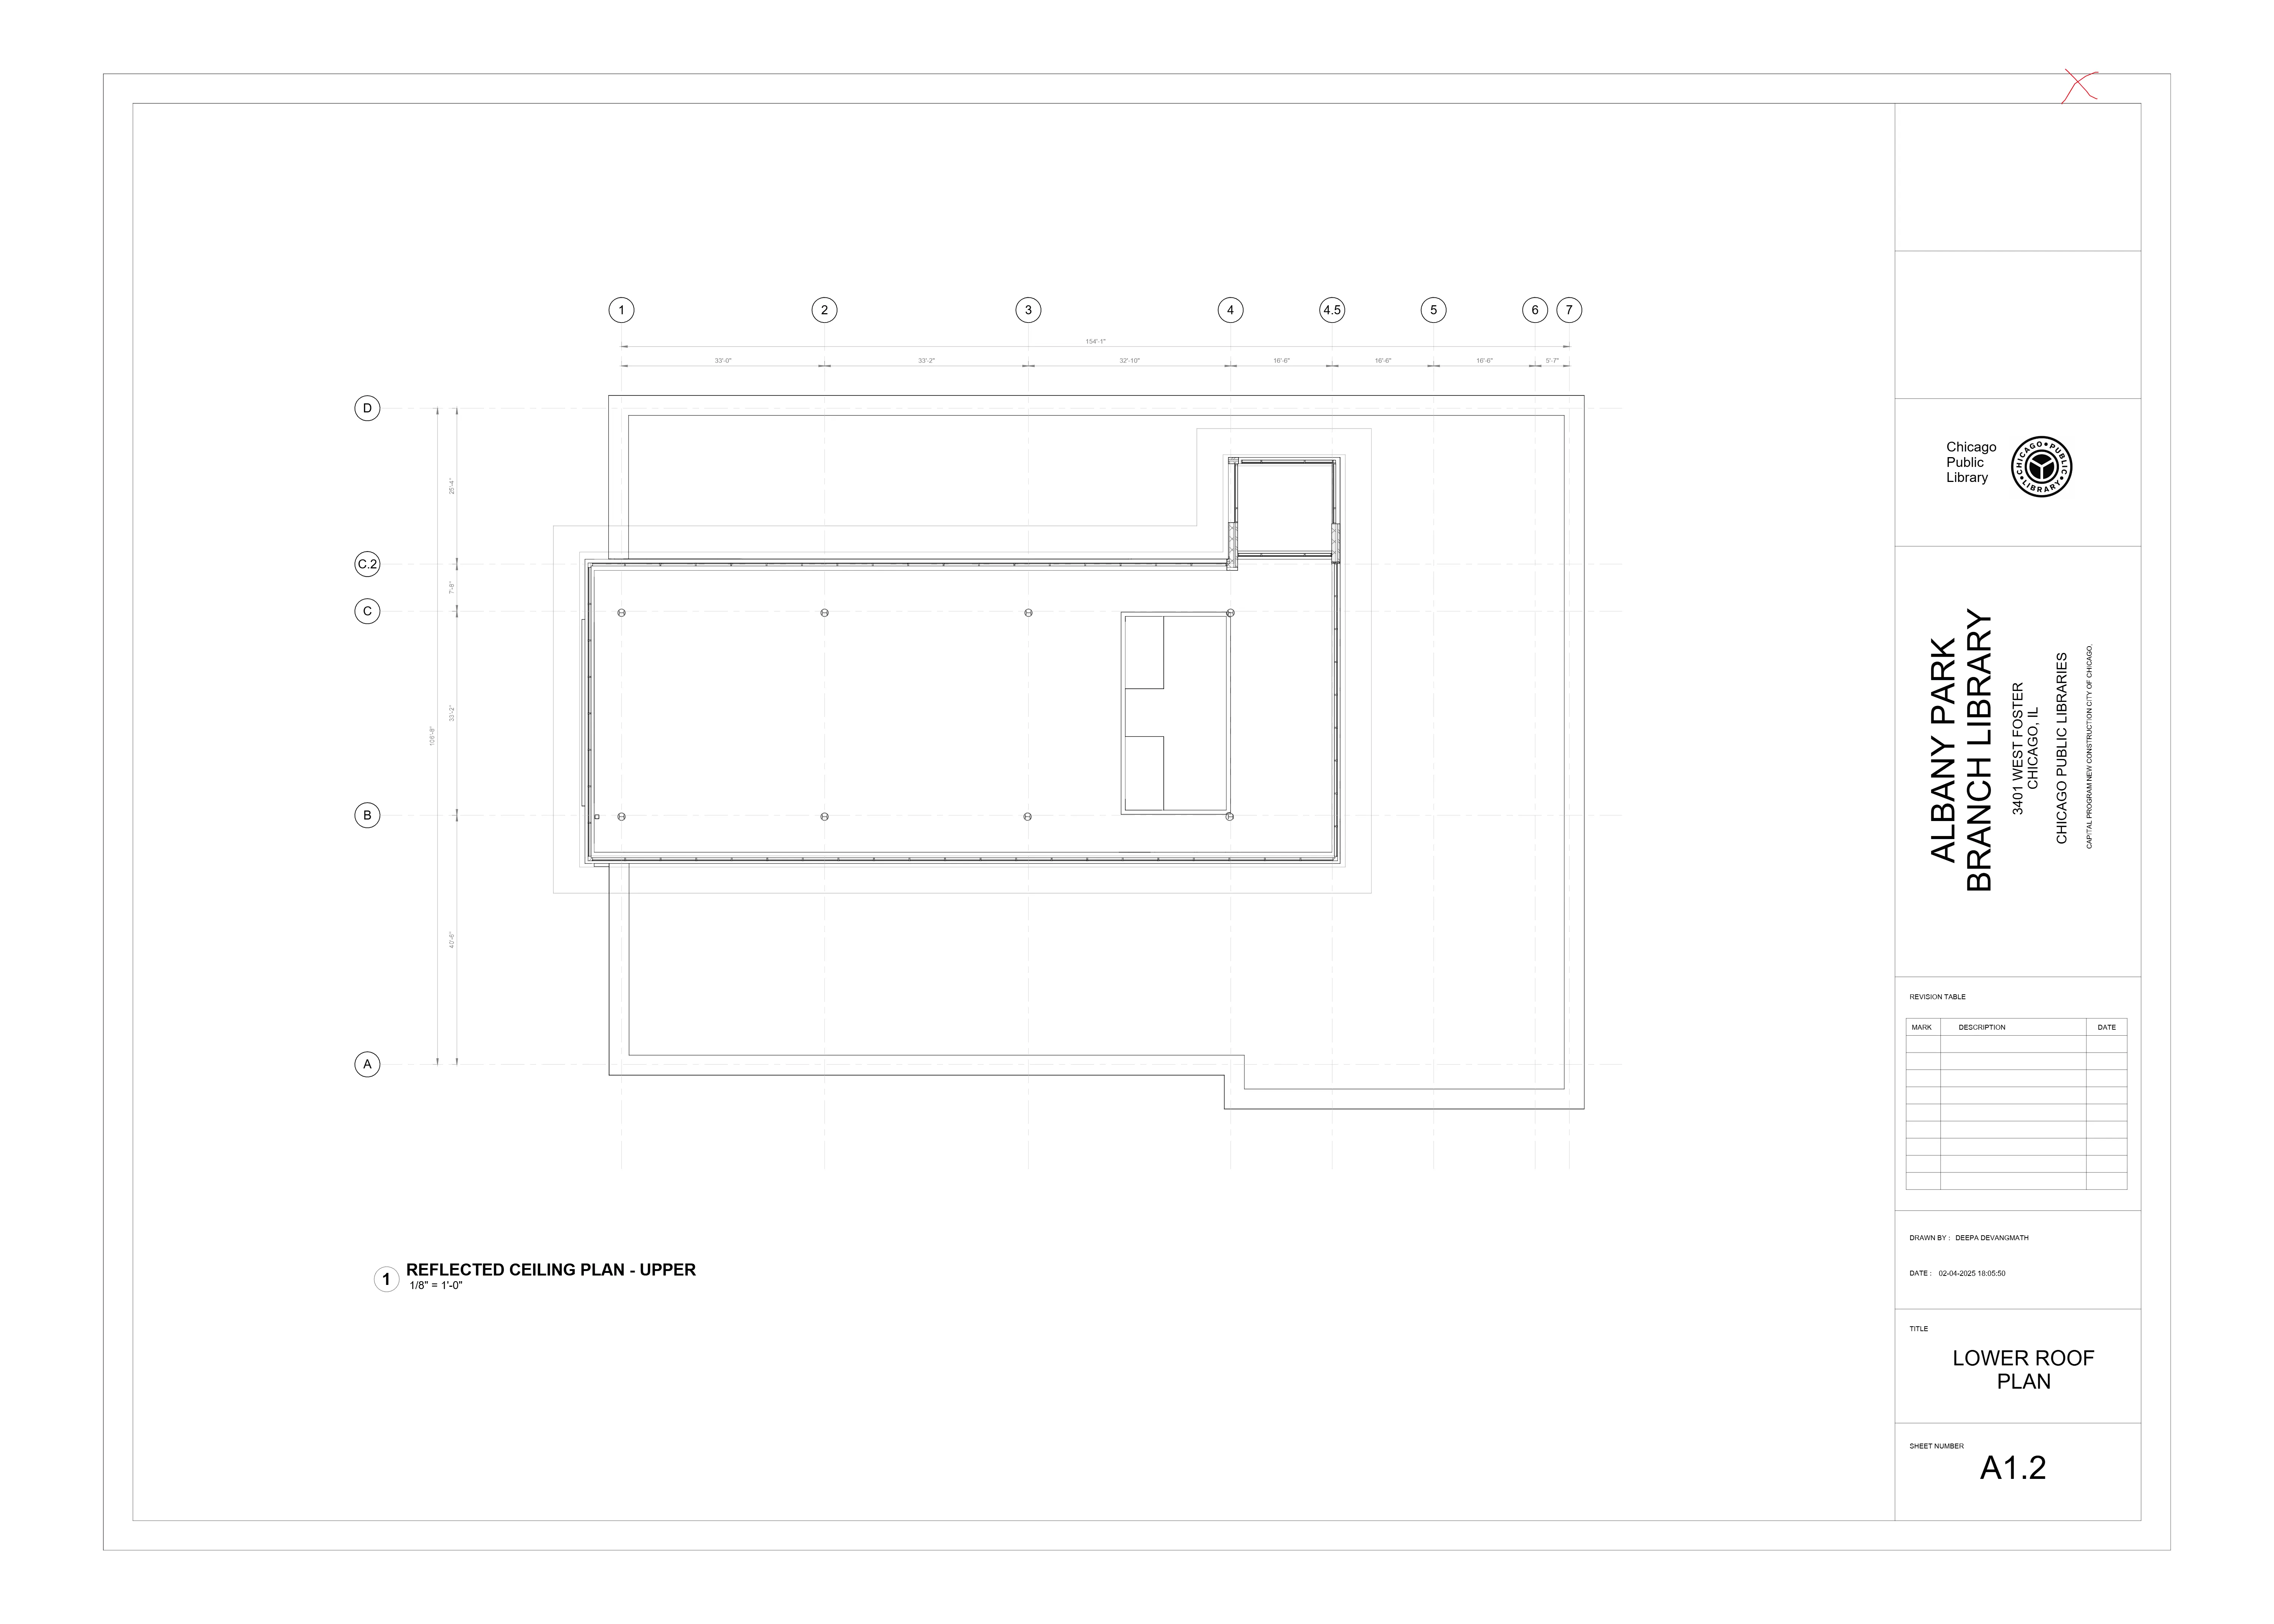 1
2
3
4
4.5
5
6
7
154'-1"
33'-0"
33'-2"
32'-10"
16'-6"
16'-6"
16'-6"
5'-7"
D
C.2
C
B
A
25'-4"
7'-8"
33'-2"
106'-8"
1
REFLECTED CEILING PLAN - UPPER
1/8" = 1'-0"
Chicago
Public
Library
CHICAGO • PUBLIC • LIBRARY •
ALBANY PARK
BRANCH LIBRARY
3401 WEST FOSTER
CHICAGO, IL
CHICAGO PUBLIC LIBRARIES
CAPITAL PROGRAM NEW CONSTRUCTION CITY OF CHICAGO.
REVISION TABLE
MARK DESCRIPTION DATE
DRAWN BY : DEEPA DEVANGMATH
DATE : 02-04-2025 18:05:50
TITLE
LOWER ROOF
PLAN
SHEET NUMBER
A1.2